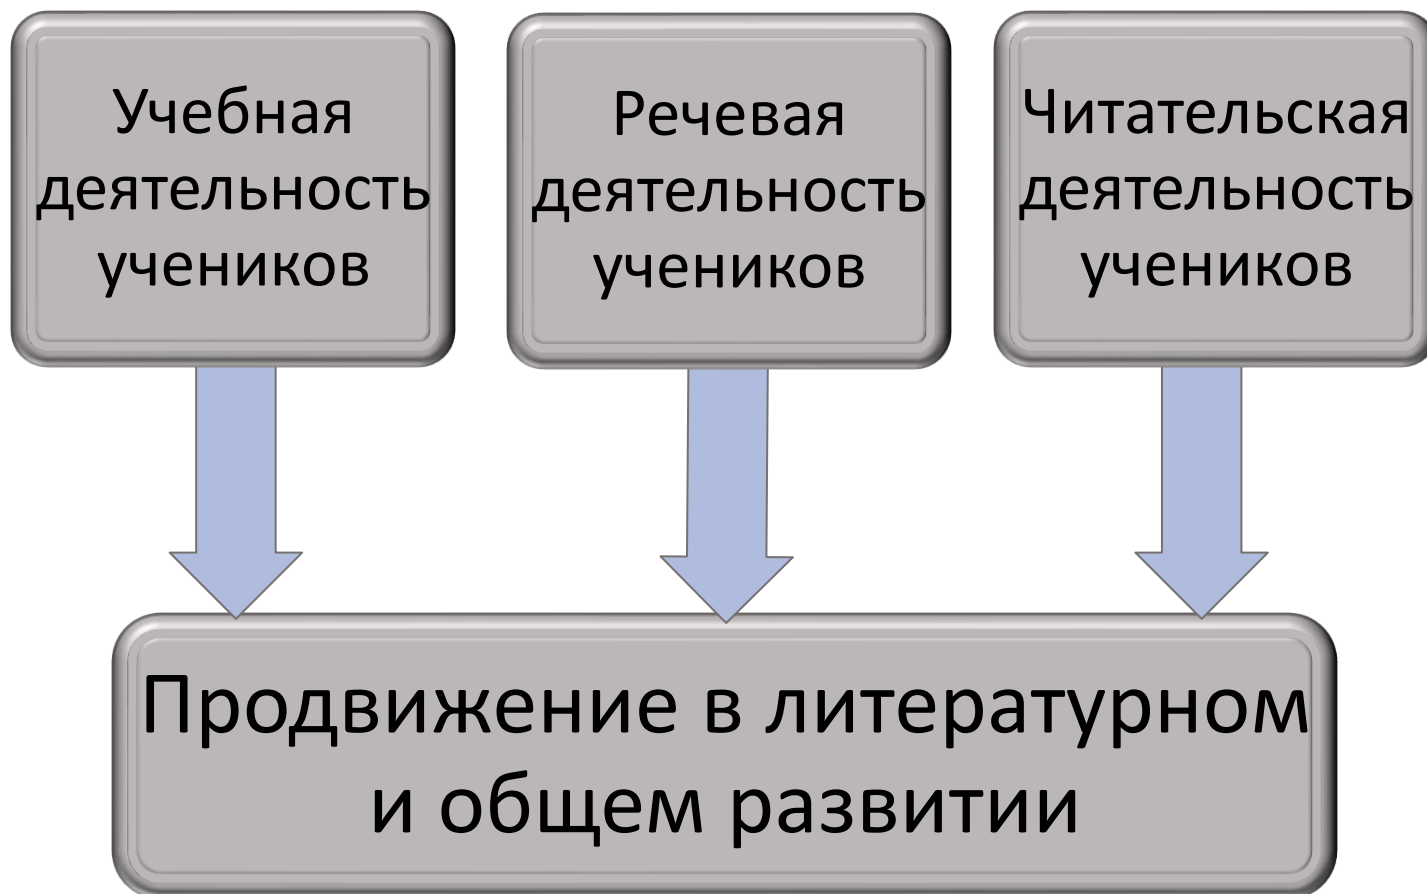 Учебная
деятельность
учеников
Речевая
деятельность
учеников
Читательская
деятельность
учеников
Продвижение в литературном
и общем развитии